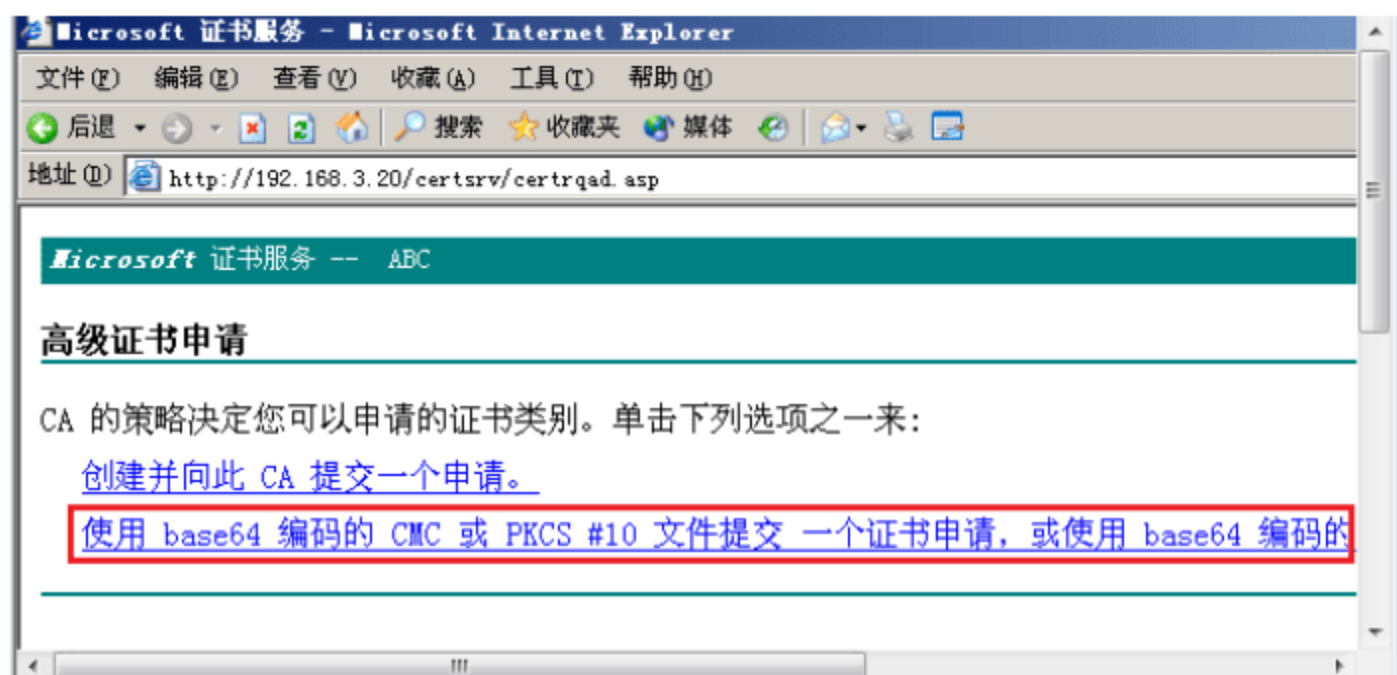 Microsoft 证书服务 - Microsoft Internet Explorer
文件(F) 编辑(E) 查看(V) 收藏(A) 工具(T) 帮助(H)
后退 搜索 收藏夹 媒体
地址(D) http://192.168.3.20/certsrv/certrqad.asp
Microsoft 证书服务 -- ABC
高级证书申请
CA 的策略决定您可以申请的证书类别。单击下列选项之一来:
创建并向此 CA 提交一个申请。
使用 base64 编码的 CMC 或 PKCS #10 文件提交 一个证书申请，或使用 base64 编码的